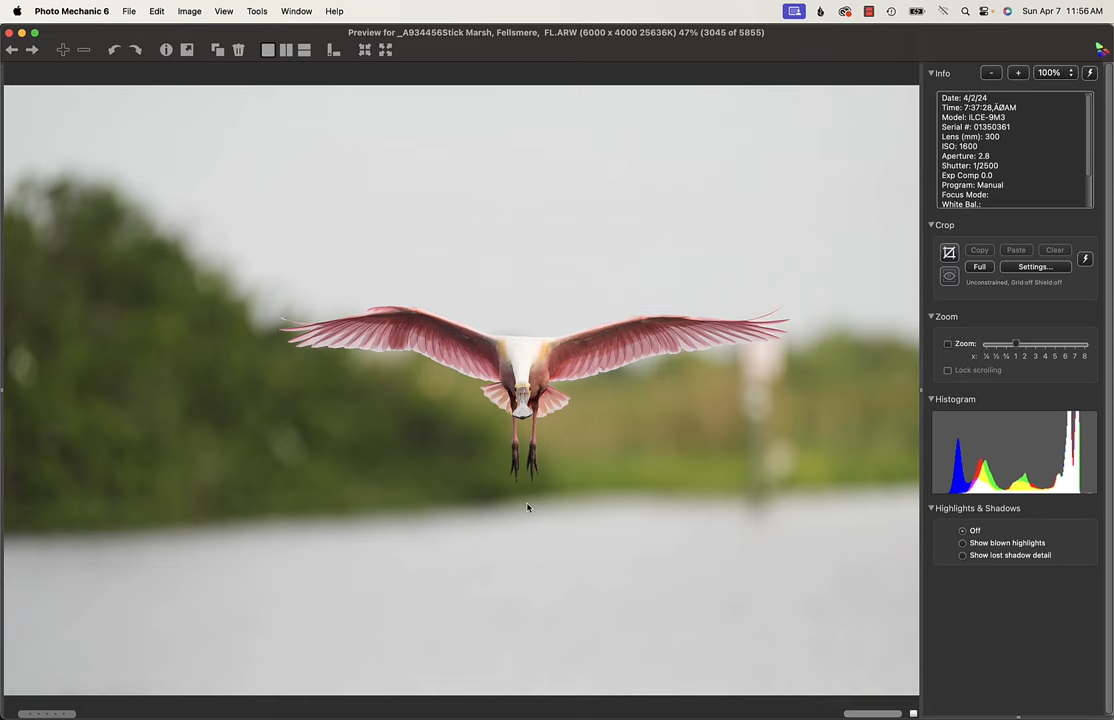 Photo Mechanic 6 File Edit Image View Tools Window Help Sun Apr 7 11:56 AM
Preview for _A934456Stick Marsh, Fellsmere, FL.ARW (6000 x 4000 25636K) 47% (3045 of 5855)
Info - + 100%
Date: 4/2/24
Time: 7:37:28‚ÄØAM
Model: ILCE-9M3
Serial #: 01350361
Lens (mm): 300
ISO: 1600
Aperture: 2.8
Shutter: 1/2500
Exp Comp 0.0
Program: Manual
Focus Mode:
White Bal.:
Crop
Copy Paste Clear
Full Settings...
Unconstrained, Grid:off Shield:off
Zoom
Zoom:
x: ¼ ½ ¾ 1 2 3 4 5 6 7 8
Lock scrolling
Histogram
Highlights & Shadows
Off
Show blown highlights
Show lost shadow detail